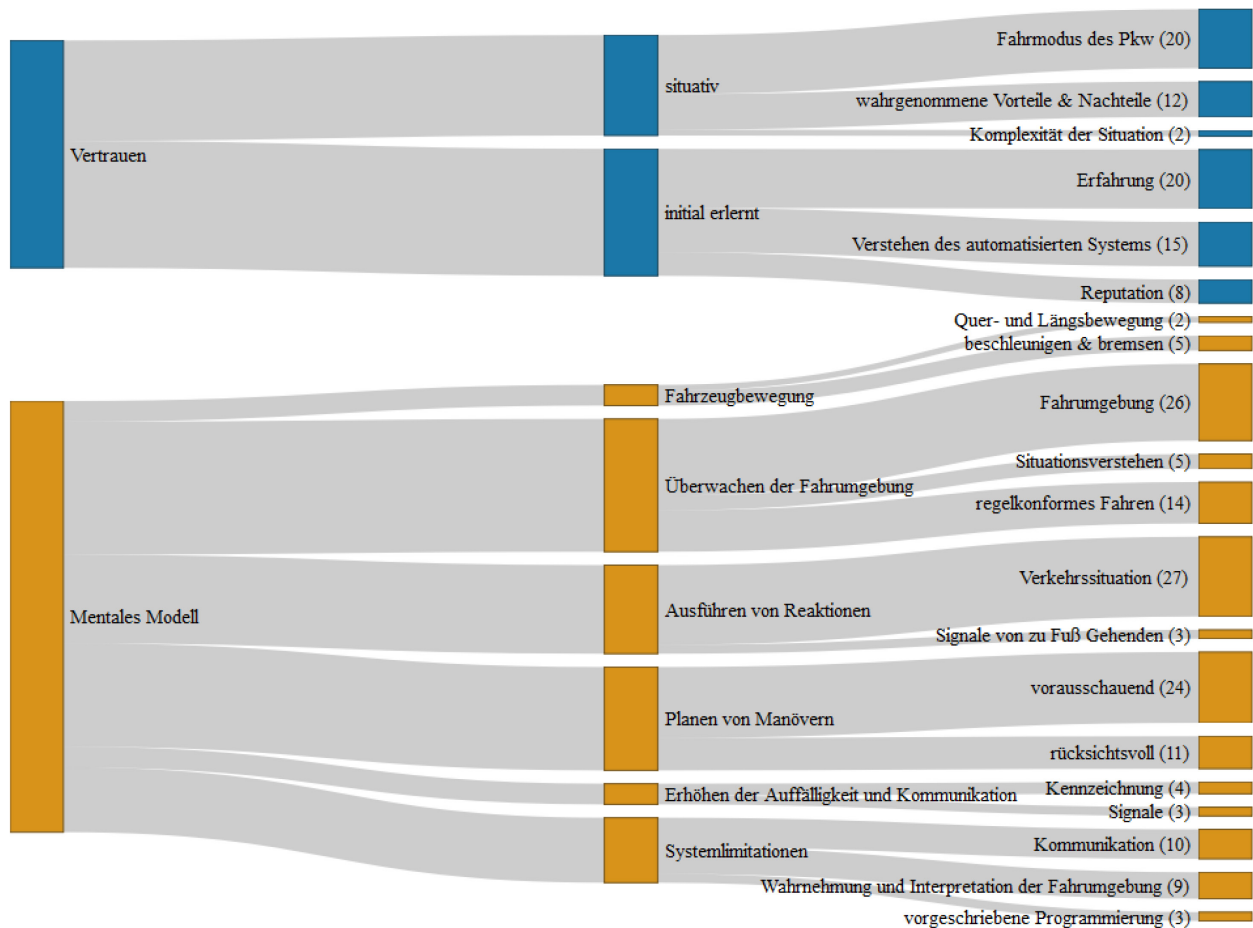 Vertrauen
situativ
Fahrmodus des Pkw (20)
wahrgenommene Vorteile & Nachteile (12)
Komplexität der Situation (2)
initial erlernt
Erfahrung (20)
Verstehen des automatisierten Systems (15)
Reputation (8)
Mentales Modell
Fahrzeugbewegung
Quer- und Längsbewegung (2)
beschleunigen & bremsen (5)
Überwachen der Fahrumgebung
Fahrumgebung (26)
Situationsverstehen (5)
regelkonformes Fahren (14)
Ausführen von Reaktionen
Verkehrssituation (27)
Signale von zu Fuß Gehenden (3)
Planen von Manövern
vorausschauend (24)
rücksichtsvoll (11)
Erhöhen der Auffälligkeit und Kommunikation
Kennzeichnung (4)
Signale (3)
Systemlimitationen
Kommunikation (10)
Wahrnehmung und Interpretation der Fahrumgebung (9)
vorgeschriebene Programmierung (3)